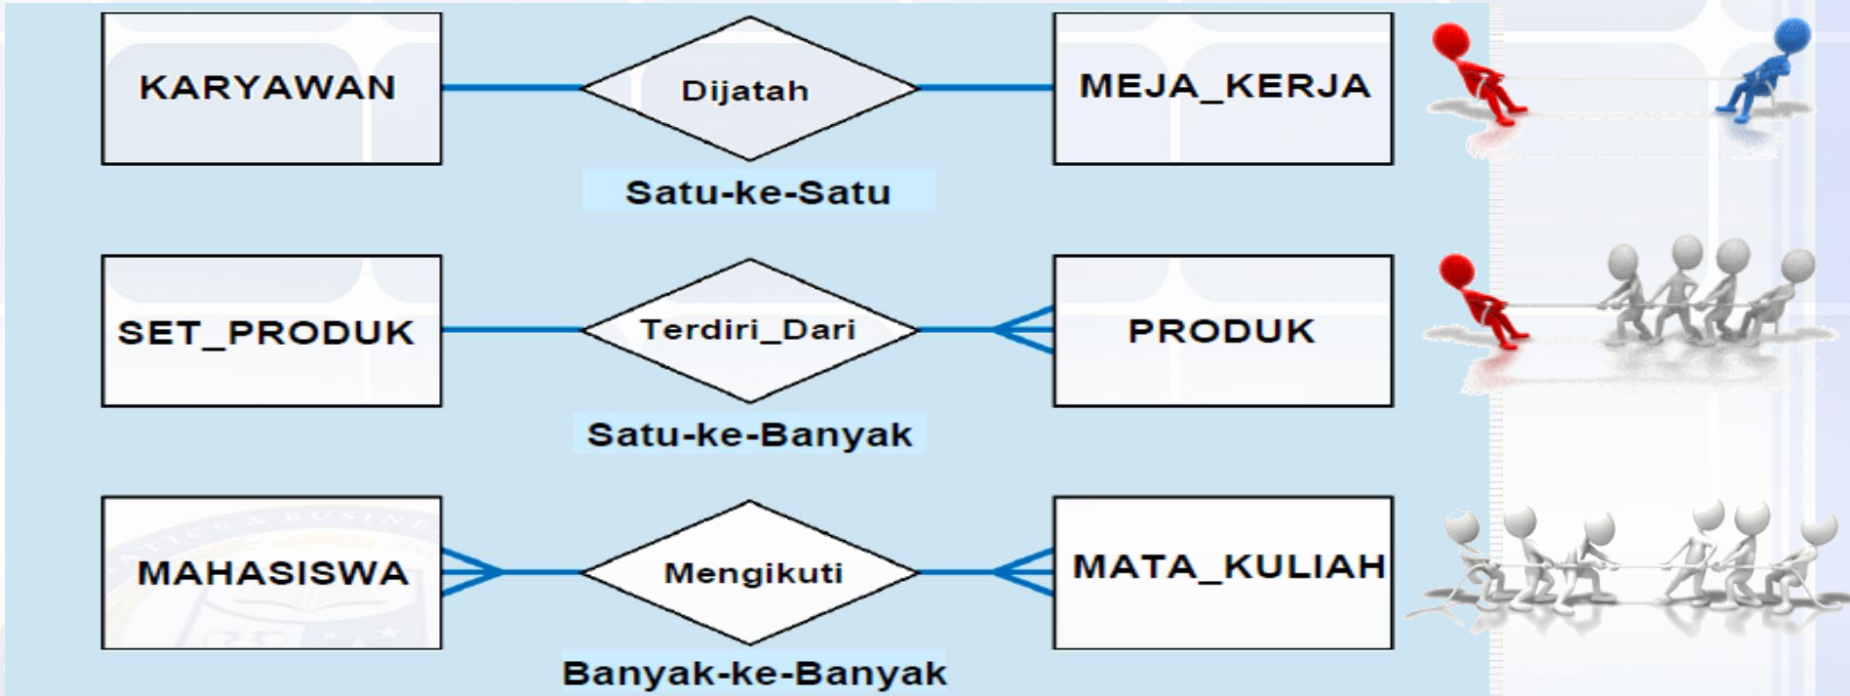 KARYAWAN
Dijatah
MEJA_KERJA
Satu-ke-Satu
SET_PRODUK
Terdiri_Dari
PRODUK
Satu-ke-Banyak
MAHASISWA
Mengikuti
MATA_KULIAH
Banyak-ke-Banyak